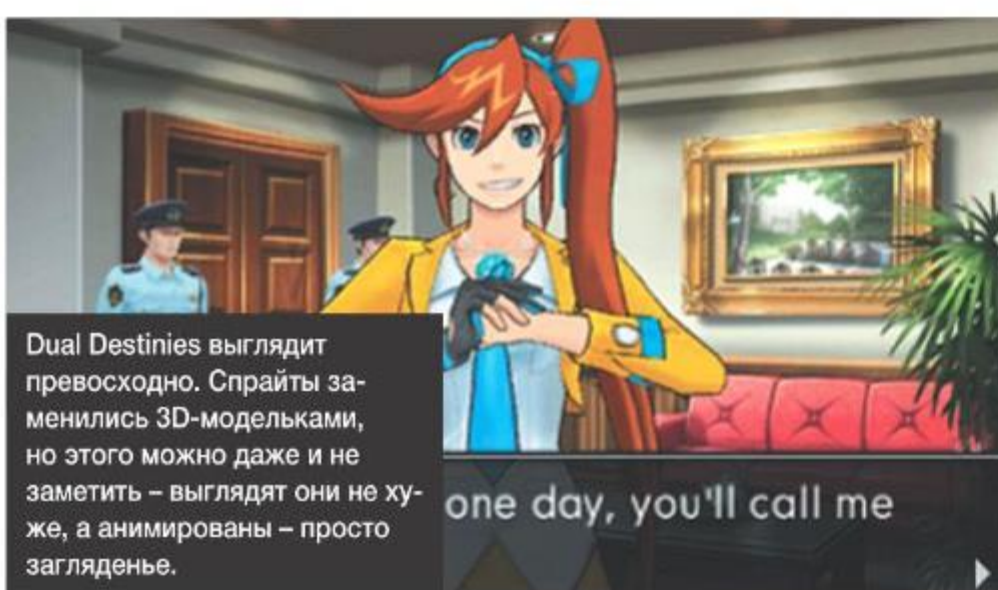 Dual Destinies выглядит
превосходно. Спрайты за-
менились 3D-модельками,
но этого можно даже и не
заметить – выглядят они не ху-
же, а анимированы – просто
загляденье.
one day, you'll call me